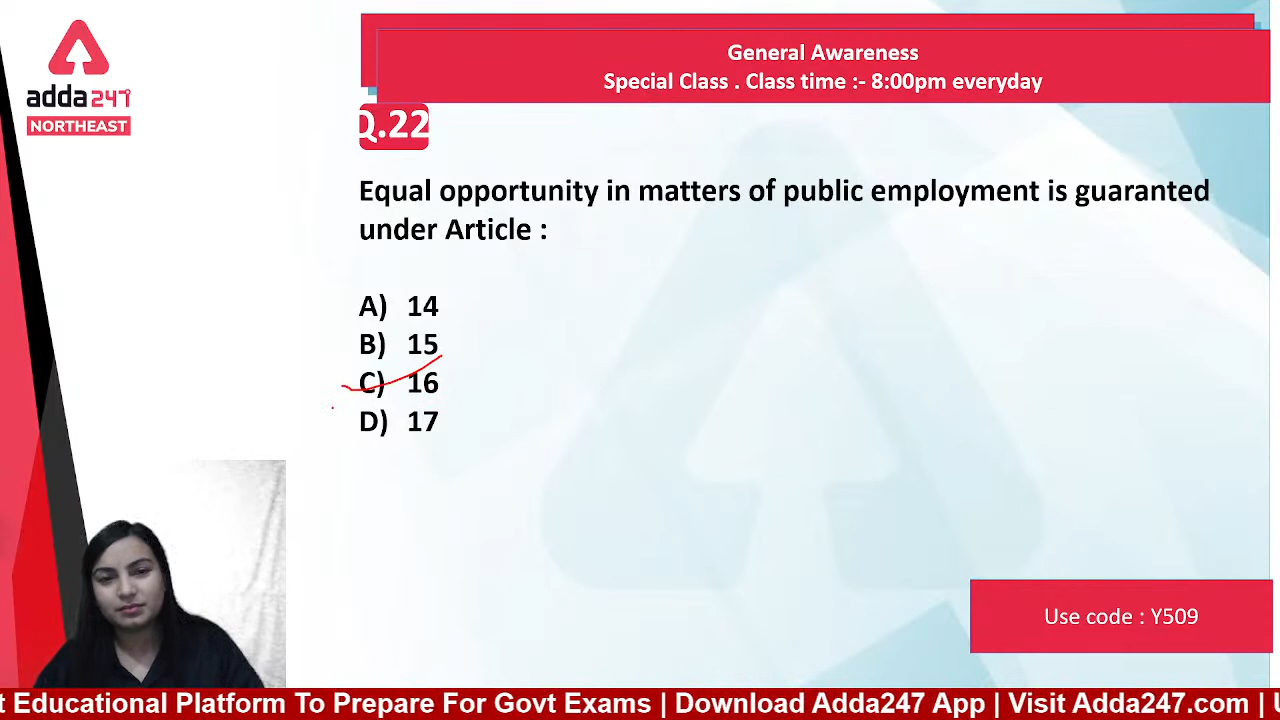 adda247
NORTHEAST
General Awareness
Special Class . Class time :- 8:00pm everyday
Q.22
Equal opportunity in matters of public employment is guaranted
under Article :
A) 14
B) 15
C) 16
D) 17
Use code : Y509
t Educational Platform To Prepare For Govt Exams | Download Adda247 App | Visit Adda247.com | U